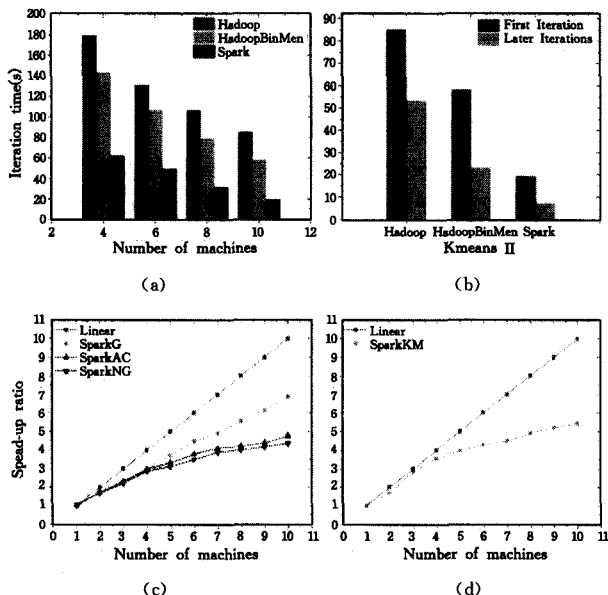 200
180
160
140
120
100
80
60
40
20
0
Iteration time(s)
Hadoop
HadoopBinMen
Spark
2 4 6 8 10 12
Number of machines
(a)
90
80
70
60
50
40
30
20
10
0
First Iteration
Later Iterations
Hadoop HadoopBinMen Spark
Kmeans II
(b)
11
10
9
8
7
6
5
4
3
2
1
0
Spead-up ratio
Linear
SparkG
SparkAC
SparkNG
0 1 2 3 4 5 6 7 8 9 10 11
Number of machines
(c)
11
10
9
8
7
6
5
4
3
2
1
0
Linear
SparkKM
0 1 2 3 4 5 6 7 8 9 10 11
Number of machines
(d)